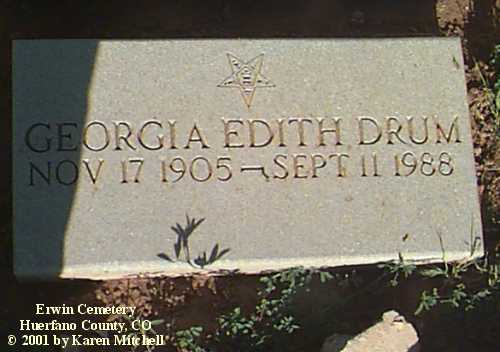 GEORGIA EDITH DRUM
NOV 17 1905 - SEPT 11 1988
Erwin Cemetery
Huerfano County, CO
© 2001 by Karen Mitchell